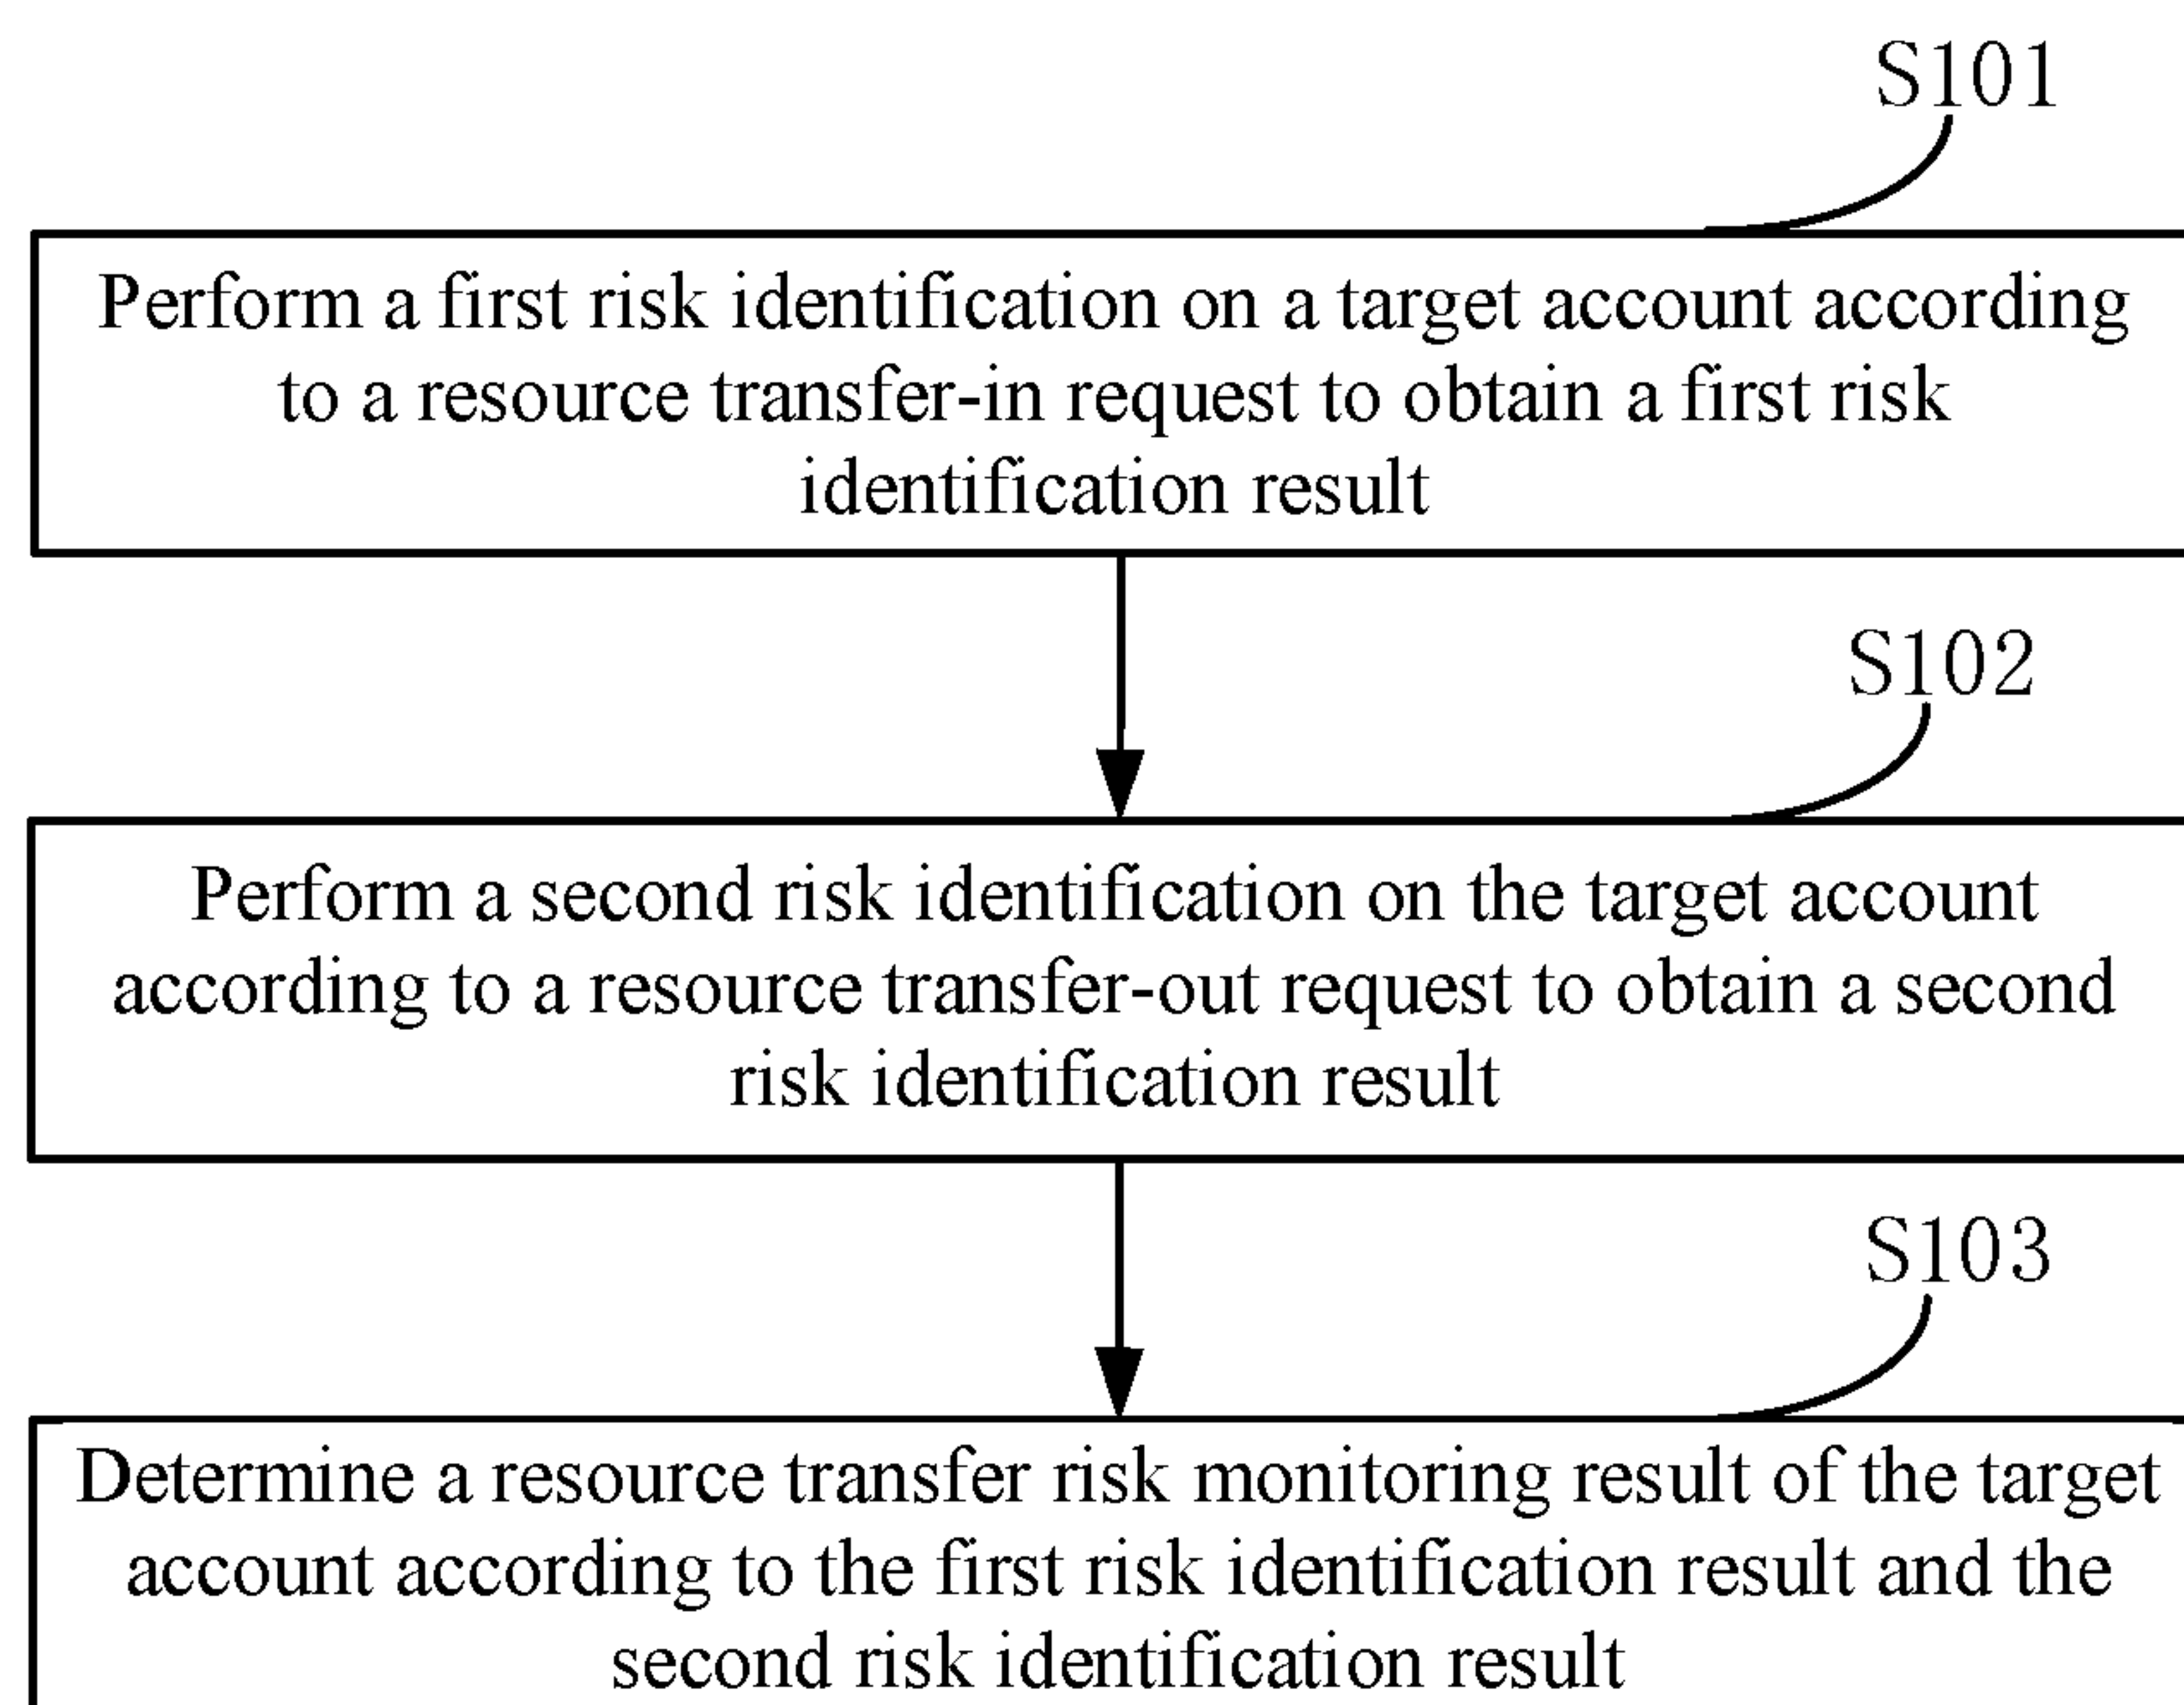 S101
Perform a first risk identification on a target account according
to a resource transfer-in request to obtain a first risk
identification result
S102
Perform a second risk identification on the target account
according to a resource transfer-out request to obtain a second
risk identification result
S103
Determine a resource transfer risk monitoring result of the target
account according to the first risk identification result and the
second risk identification result